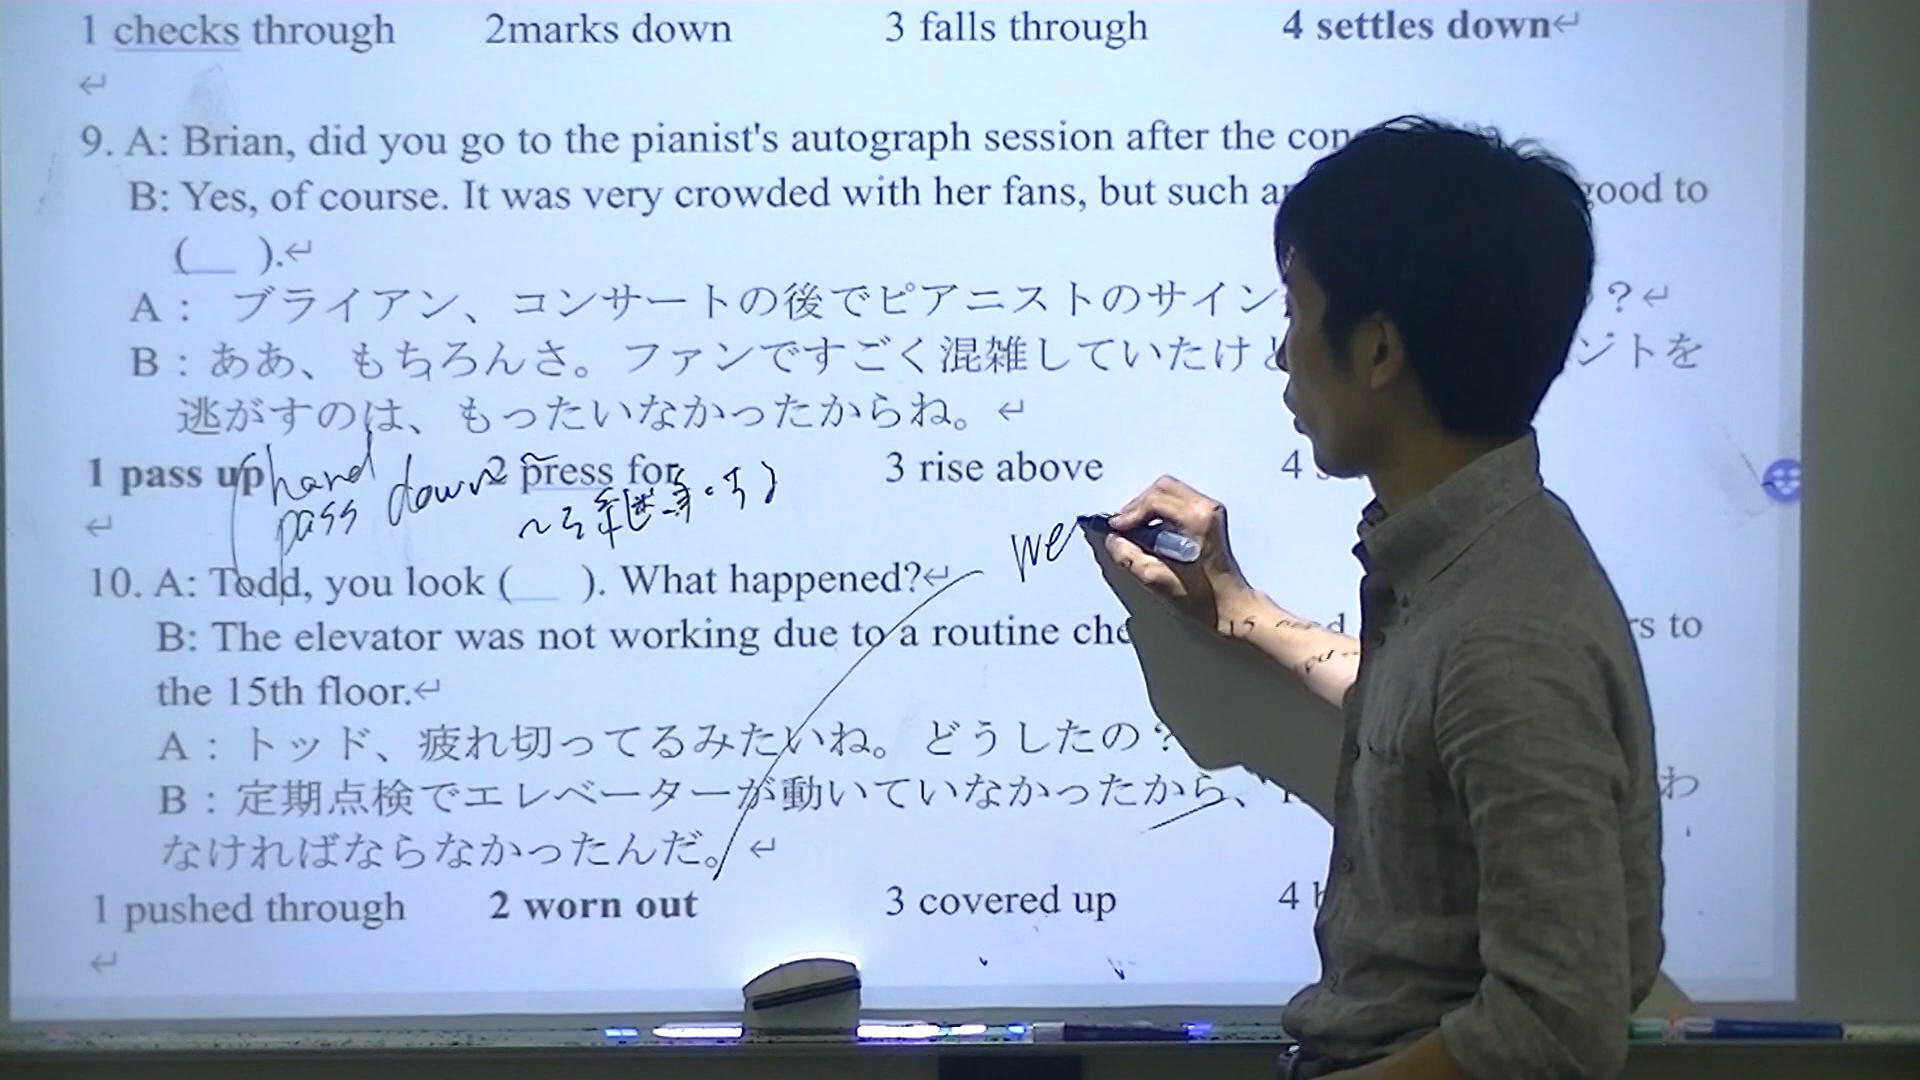 1 checks through 2marks down 3 falls through 4 settles down↵
↵
9. A: Brian, did you go to the pianist's autograph session after the
B: Yes, of course. It was very crowded with her fans, but such good to
(__ ).↵
A： ブライアン、コンサートの後でピアニストのサイン ？↵
B：ああ、もちろんさ。ファンですごく混雑していたけ ントを
逃がすのは、もったいなかったからね。↵
1 pass up 2 press for 3 rise above 4
hand
pass down
～を継承する
↵
we
10. A: Todd, you look (__ ). What happened?↵
B: The elevator was not working due to a routine to
the 15th floor.↵
A：トッド、疲れ切ってるみたいね。どうしたの？
B：定期点検でエレベーターが動いていなかったから、 わ
なければならなかったんだ。↵
1 pushed through 2 worn out 3 covered up 4
↵